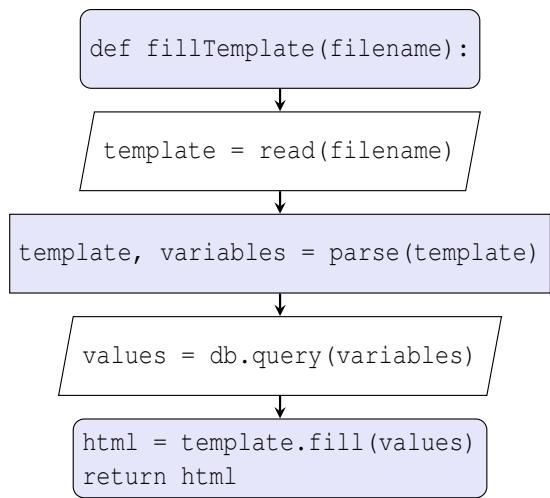 def fillTemplate(filename):
template = read(filename)
template, variables = parse(template)
values = db.query(variables)
html = template.fill(values)
return html